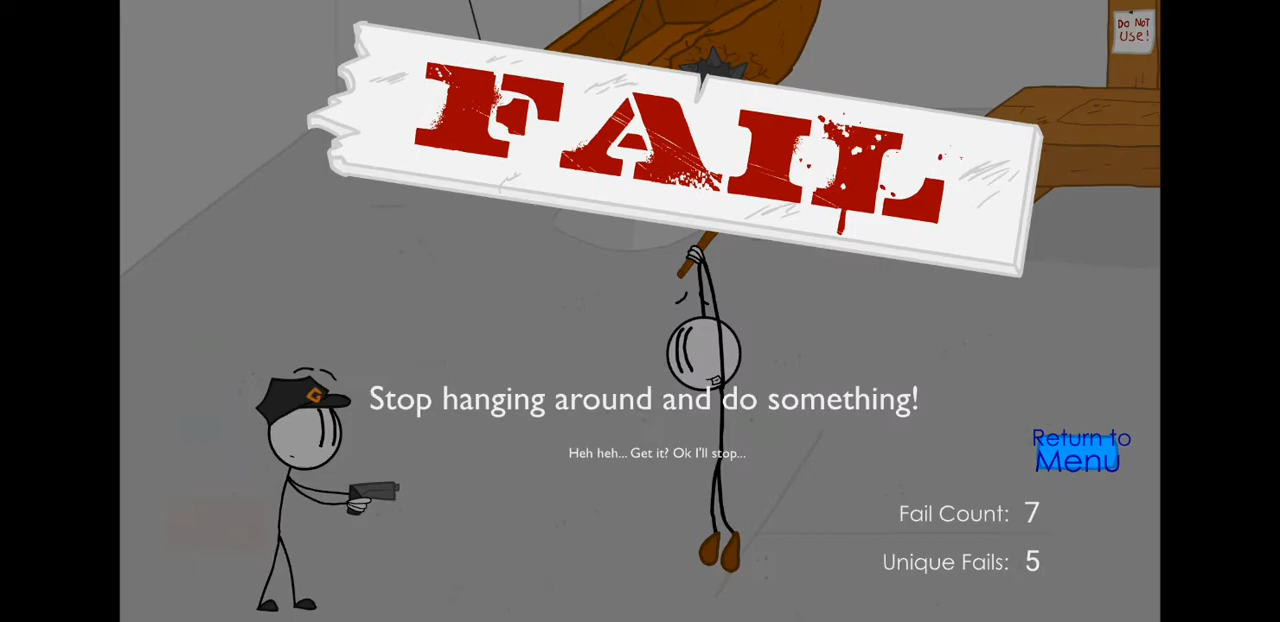 DO NOT
USE!
FAIL
G
Stop hanging around and do something!
Heh heh... Get it? Ok I'll stop...
Return to
Menu
Fail Count: 7
Unique Fails: 5